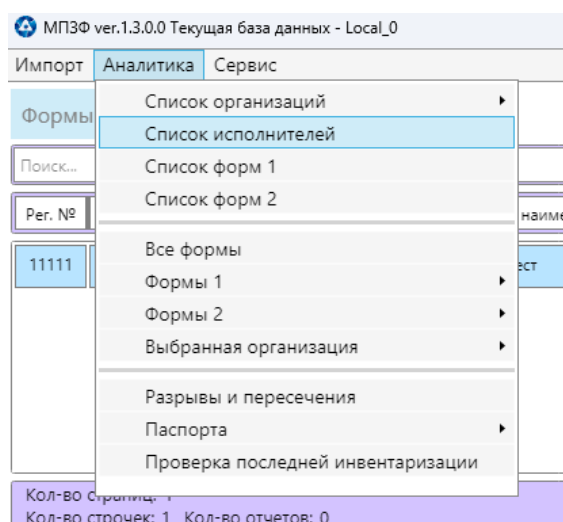 МПЗФ ver.1.3.0.0 Текущая база данных - Local_0
Импорт Аналитика Сервис
Формы
Список организаций
Список исполнителей
Поиск...
Список форм 1
Список форм 2
Рег. №
Все формы
11111
Формы 1
Формы 2
Выбранная организация
Разрывы и пересечения
Паспорта
Проверка последней инвентаризации
Кол-во страниц: 1
Кол-во строчек: 1 Кол-во отчетов: 0